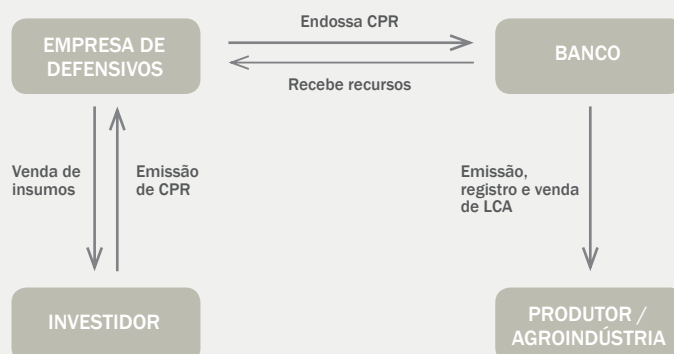 EMPRESA DE
DEFENSIVOS
Endossa CPR
Recebe recursos
BANCO
Venda de
insumos
Emissão
de CPR
Emissão,
registro e venda
de LCA
INVESTIDOR
PRODUTOR /
AGROINDÚSTRIA